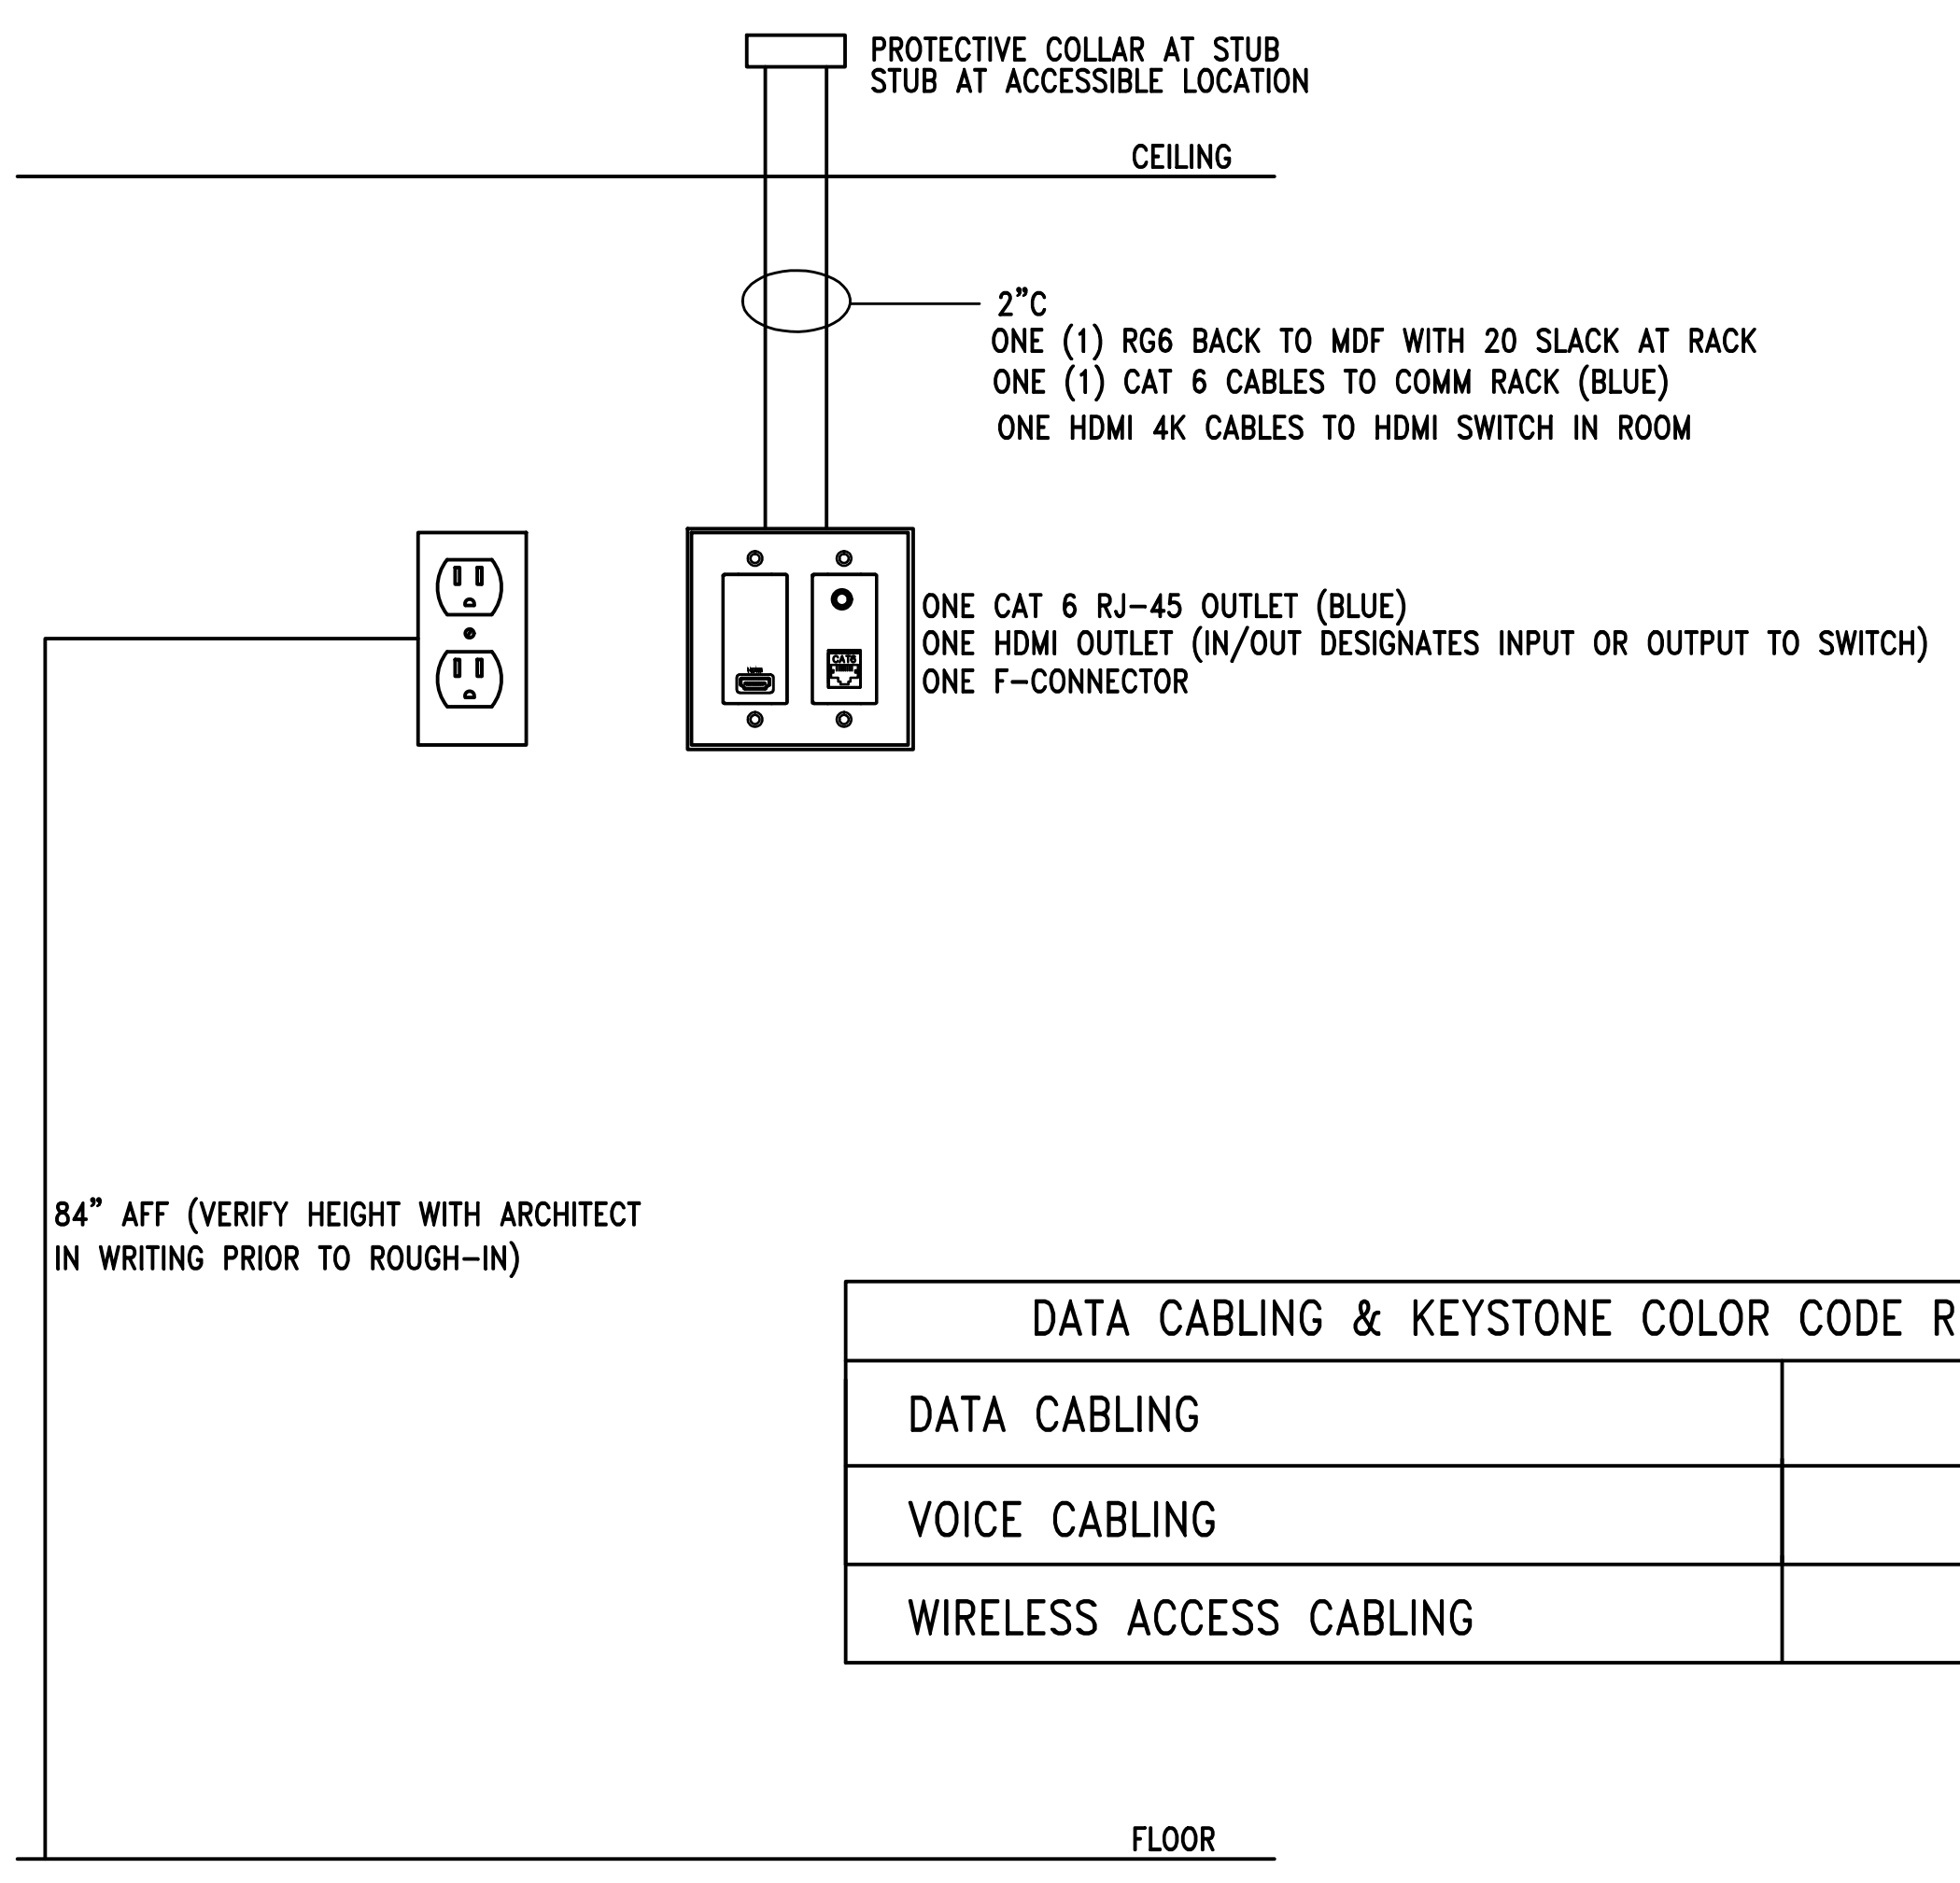 PROTECTIVE COLLAR AT STUB
STUB AT ACCESSIBLE LOCATION
CEILING
2"C
ONE (1) RG6 BACK TO MDF WITH 20 SLACK AT RACK
ONE (1) CAT 6 CABLES TO COMM RACK (BLUE)
ONE HDMI 4K CABLES TO HDMI SWITCH IN ROOM
CAT6
ONE CAT 6 RJ-45 OUTLET (BLUE)
ONE HDMI OUTLET (IN/OUT DESIGNATES INPUT OR OUTPUT TO SWITCH)
ONE F-CONNECTOR
84" AFF (VERIFY HEIGHT WITH ARCHITECT
IN WRITING PRIOR TO ROUGH-IN)
DATA CABLING & KEYSTONE COLOR CODE R
DATA CABLING
VOICE CABLING
WIRELESS ACCESS CABLING
FLOOR